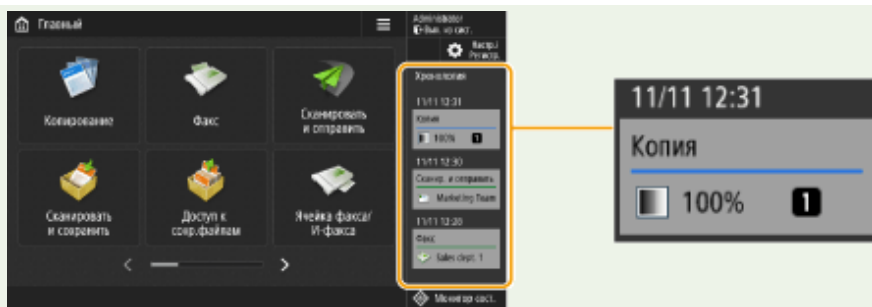 Главный
Administrator
Вых. из сист.
Настр./
Регистр.
Копирование
Факс
Сканировать
и отправить
Сканировать
и сохранить
Доступ к
сохр.файлам
Ячейка факса/
И-факса
Хронология
11/11 12:31
Копия
100% 1
11/11 12:30
Сканир. и отправить
Marketing Team
11/11 12:28
Факс
Sales dept. 1
Монитор сост.
11/11 12:31
Копия
100% 1